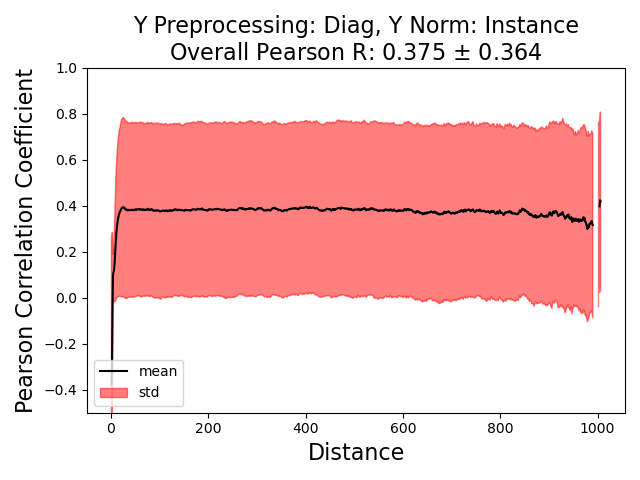 Y Preprocessing: Diag, Y Norm: Instance
Overall Pearson R: 0.375 ± 0.364
Pearson Correlation Coefficient
1.0
0.8
0.6
0.4
0.2
0.0
−0.2
−0.4
mean
std
0
200
400
600
800
1000
Distance